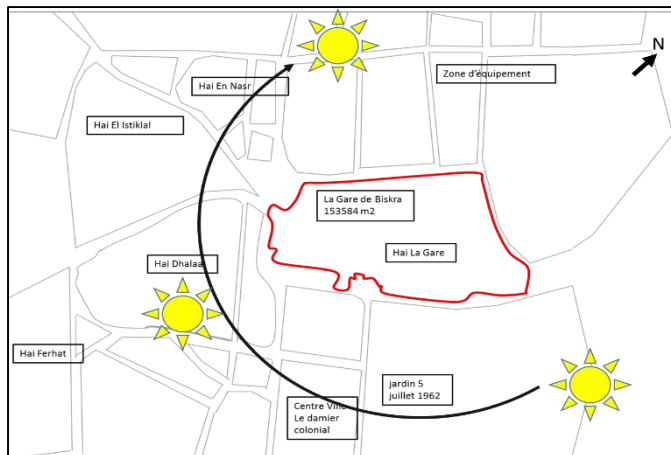 N
Zone d'équipement
Hai En Nasr
Hai El Istiklal
La Gare de Biskra
153584 m2
Hai La Gare
Hai Dhalaa
Hai Ferhat
jardin 5
juillet 1962
Centre Ville
Le damier
colonial